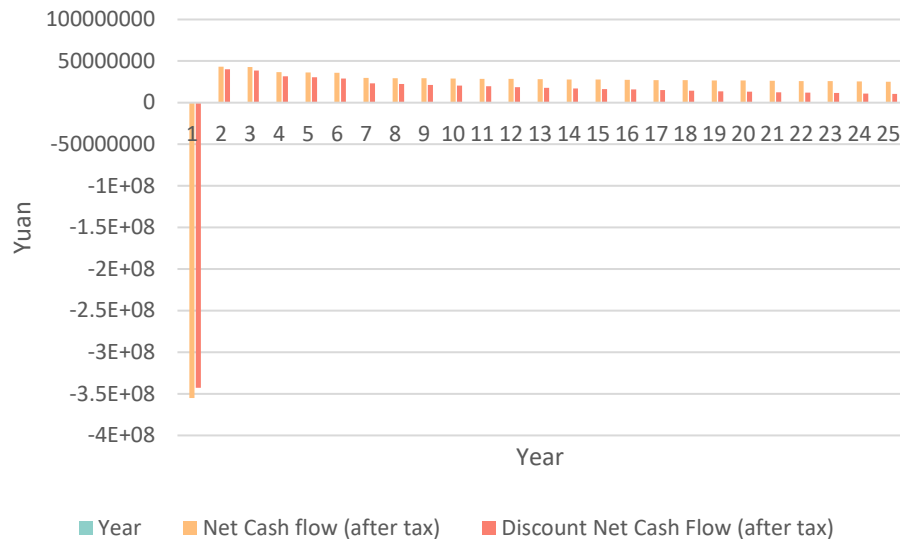 100000000
50000000
0
-50000000
-1E+08
-1.5E+08
-2E+08
-2.5E+08
-3E+08
-3.5E+08
-4E+08
Yuan
1 2 3 4 5 6 7 8 9 10 11 12 13 14 15 16 17 18 19 20 21 22 23 24 25
Year
Year Net Cash flow (after tax) Discount Net Cash Flow (after tax)